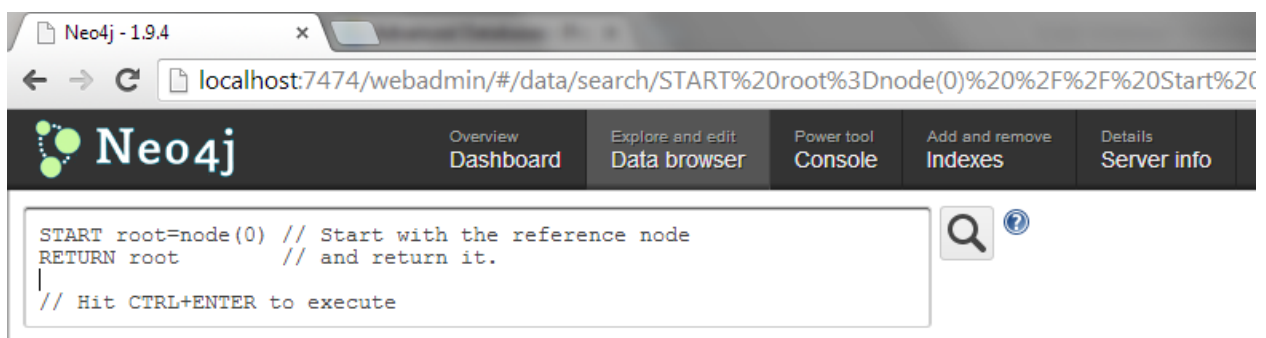 Neo4j - 1.9.4
localhost:7474/webadmin/#/data/search/START%20root%3Dnode(0)%20%2F%2F%20Start%20
Neo4j
Overview
Dashboard
Explore and edit
Data browser
Power tool
Console
Add and remove
Indexes
Details
Server info
START root=node(0) // Start with the reference node
RETURN root // and return it.
// Hit CTRL+ENTER to execute